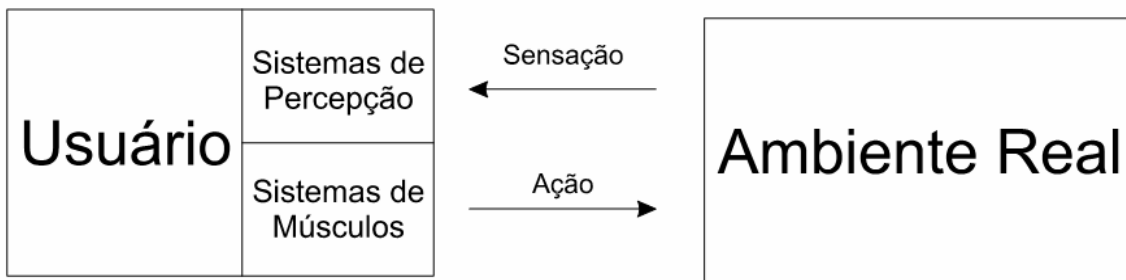 Usuário
Sistemas de
Percepção
Sistemas de
Músculos
Sensação
Ação
Ambiente Real